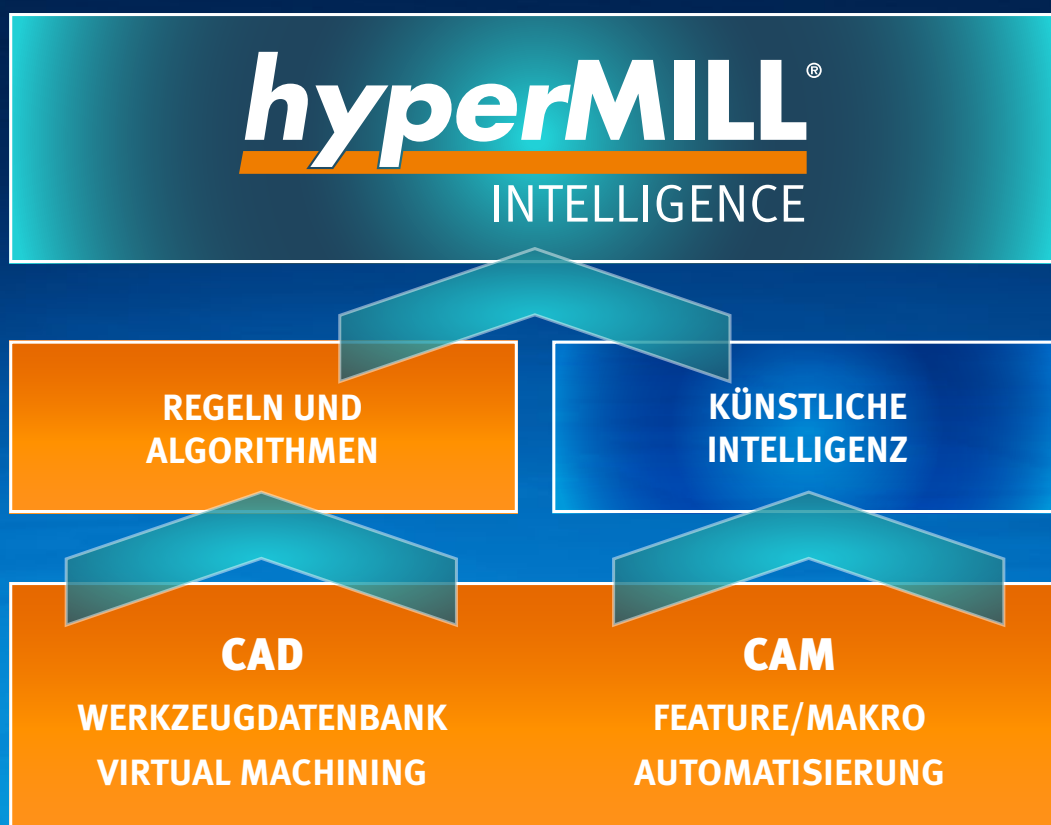 hyperMILL®
INTELLIGENCE
REGELN UND
ALGORITHMEN
KÜNSTLICHE
INTELLIGENZ
CAD
WERKZEUGDATENBANK
VIRTUAL MACHINING
CAM
FEATURE/MAKRO
AUTOMATISIERUNG